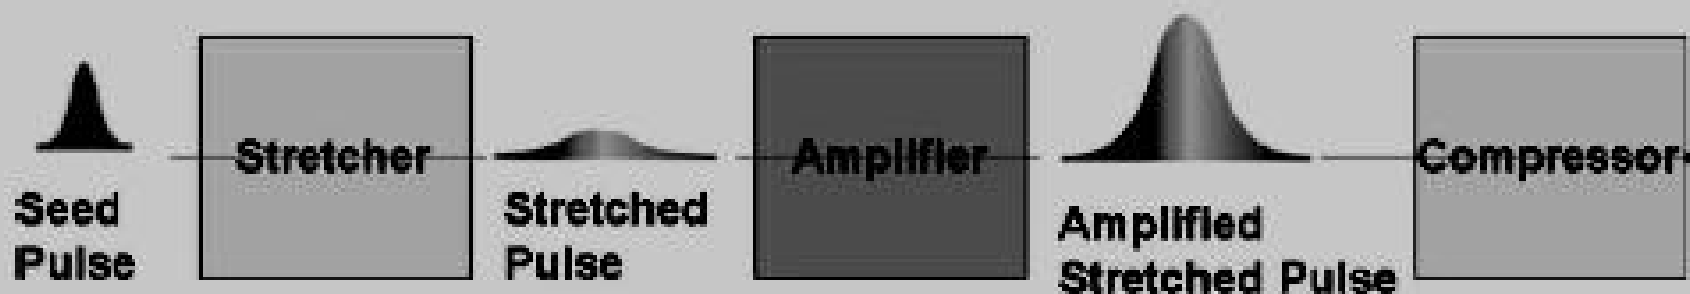 Seed
Pulse
Stretcher
Stretched
Pulse
Amplifier
Amplified
Stretched Pulse
Compressor